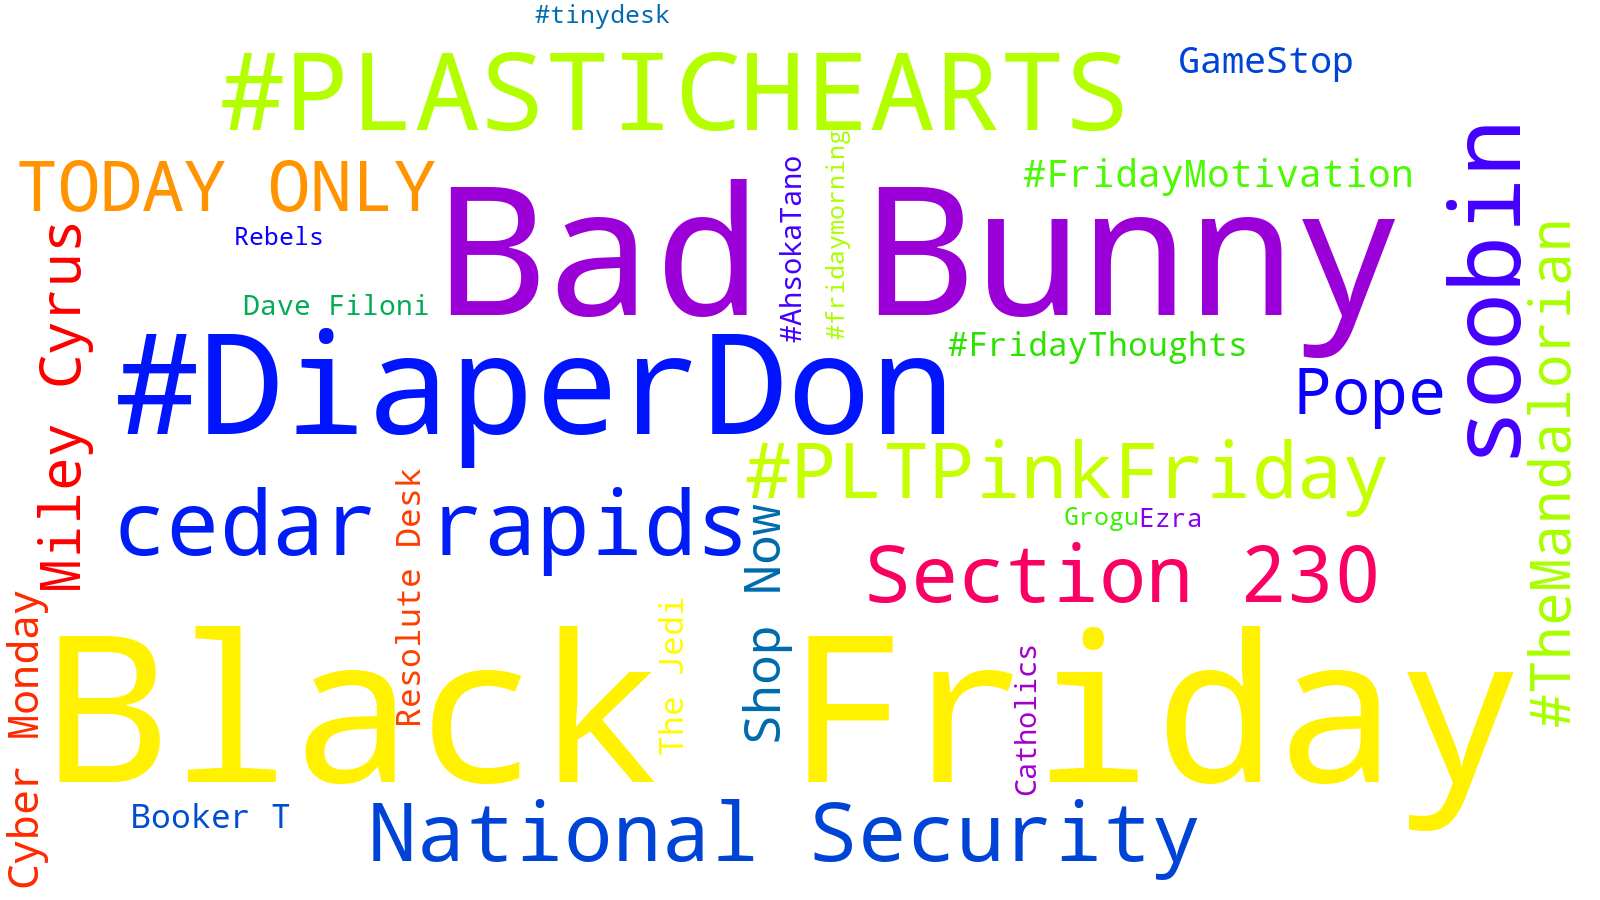 #tinydesk
#PLASTICHEARTS
GameStop
TODAY ONLY
Bad Bunny
#AhsokaTano
#fridaymorning
#FridayMotivation
soobin
Rebels
Miley Cyrus
Dave Filoni
#TheMandalorian
#DiaperDon
#FridayThoughts
Pope
#PLTPinkFriday
cedar rapids
Resolute Desk
Shop Now
Grogu
Ezra
Section 230
Cyber Monday
Black Friday
The Jedi
Catholics
Booker T
National Security